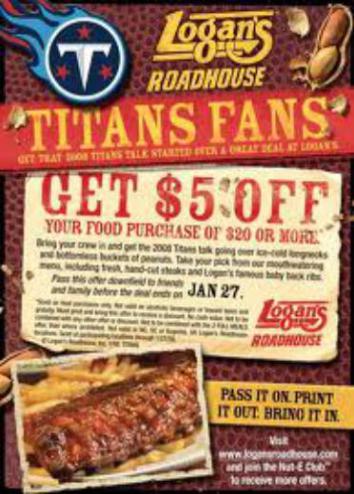 T
Logan's
ROADHOUSE
TITANS FANS
GET THAT 2008 TITANS TALK STARTED OVER A GREAT DEAL AT LOGAN'S.
GET $5 OFF
YOUR FOOD PURCHASE OF $20 OR MORE.*
Bring your crew in and get the 2008 Titans talk going over ice-cold longnecks
and bottomless buckets of peanuts. Take your pick from our mouthwatering
menu, including fresh, hand-cut steaks and Logan's famous baby back ribs.
Pass this offer downfield to friends
and family before the deal ends on JAN 27.
Logan's
ROADHOUSE
PASS IT ON. PRINT
IT OUT. BRING IT IN.
Visit
www.logansroadhouse.com
and join the Nut-E Club™
to receive more offers.